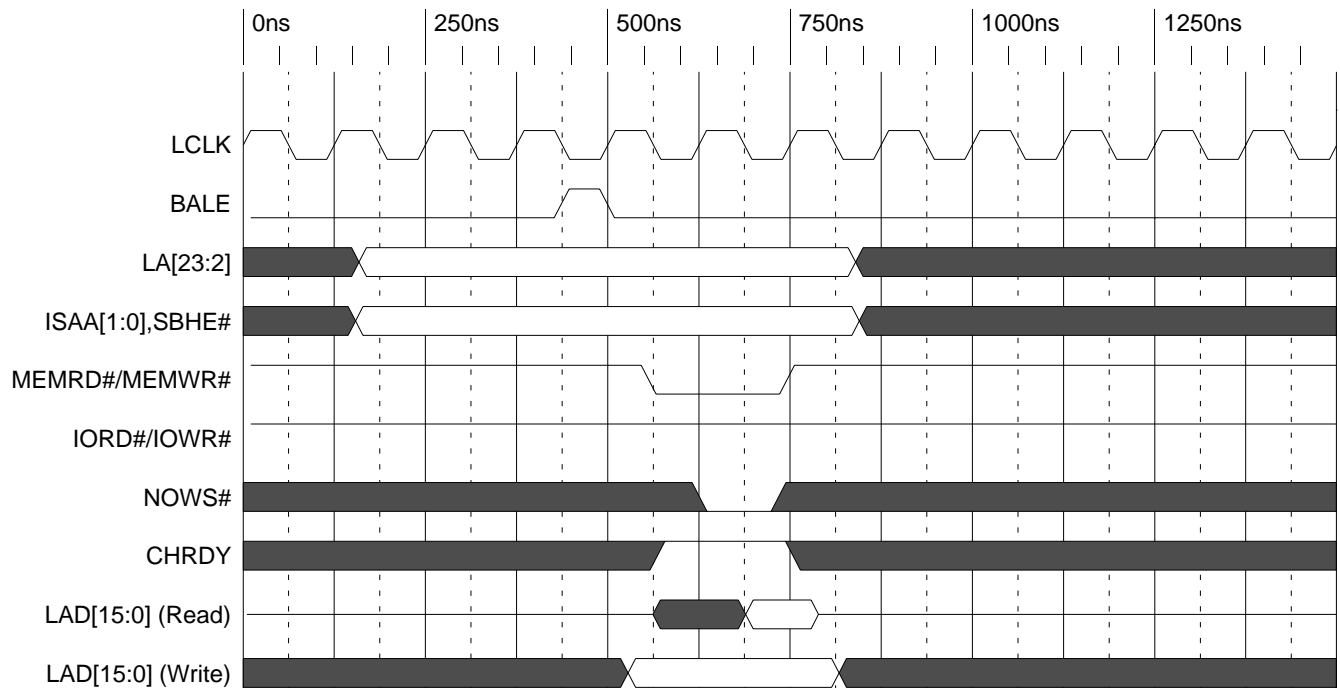 0ns 250ns 500ns 750ns 1000ns 1250ns
LCLK
BALE
LA[23:2]
ISAA[1:0],SBHE#
MEMRD#/MEMWR#
IORD#/IOWR#
NOWS#
CHRDY
LAD[15:0] (Read)
LAD[15:0] (Write)